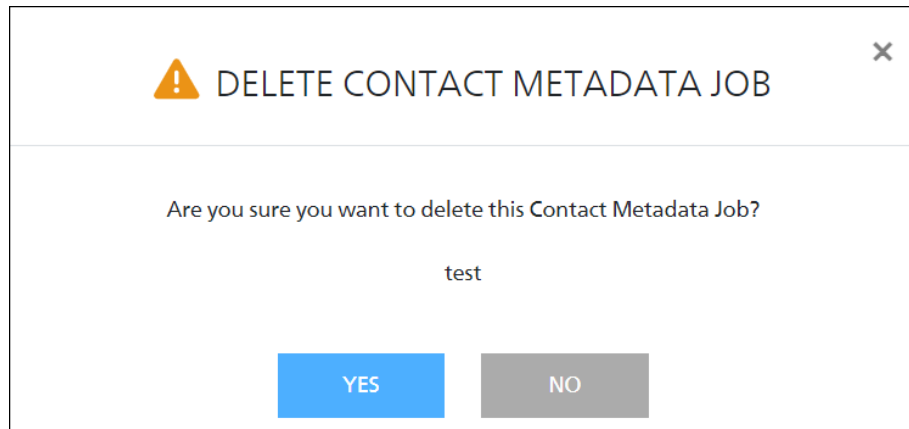 DELETE CONTACT METADATA JOB
Are you sure you want to delete this Contact Metadata Job?
test
YES
NO